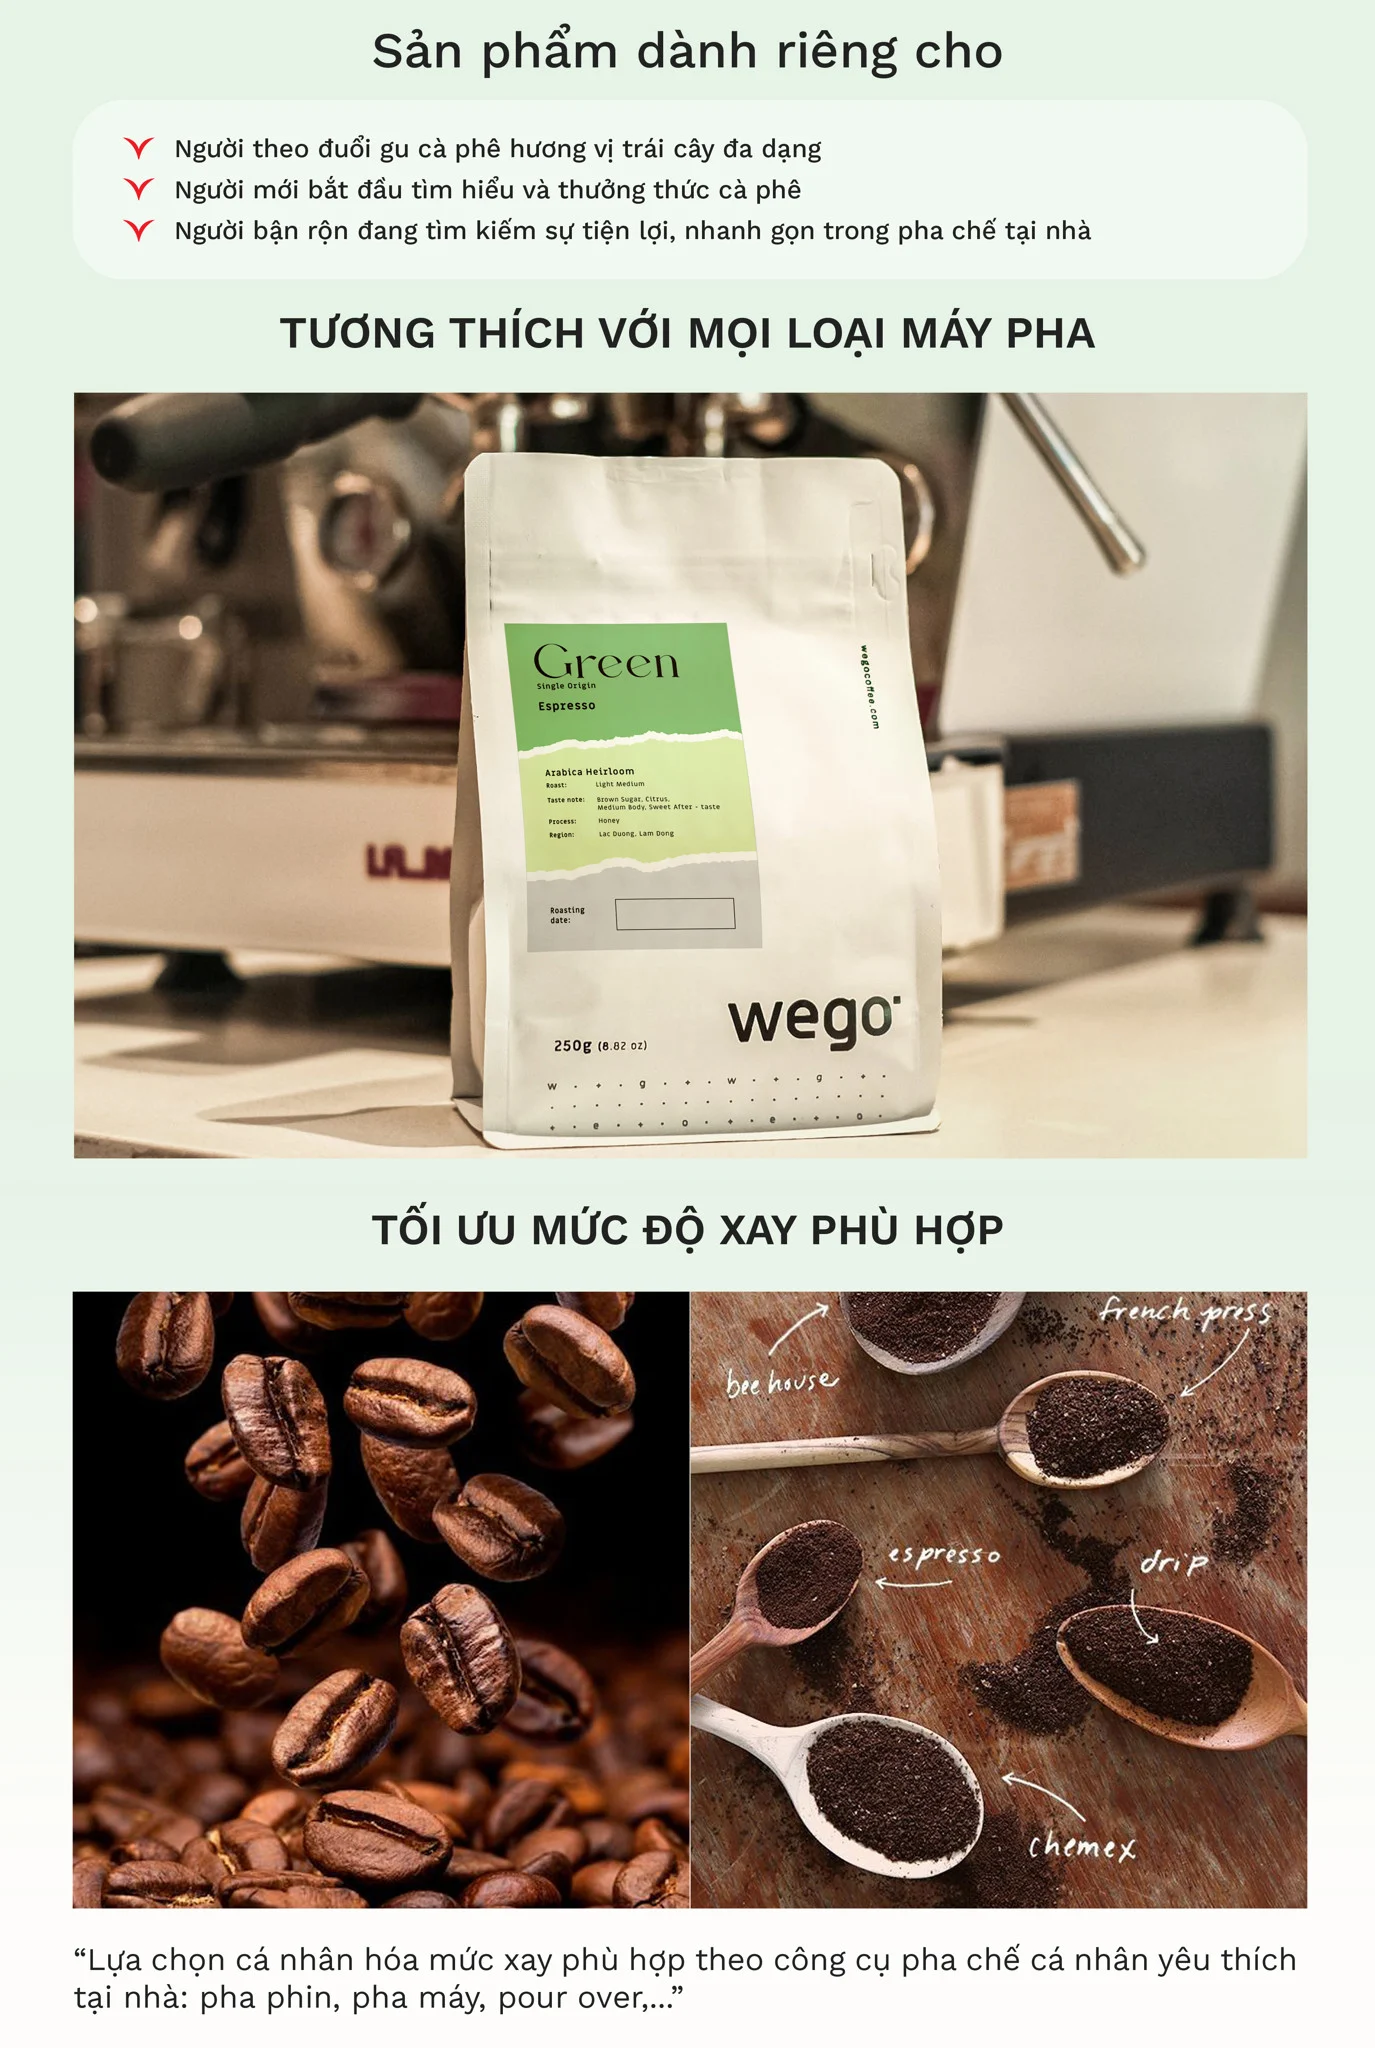 Sản phẩm dành riêng cho
Người theo đuổi gu cà phê hương vị trái cây đa dạng
Người mới bắt đầu tìm hiểu và thưởng thức cà phê
Người bận rộn đang tìm kiếm sự tiện lợi, nhanh gọn trong pha chế tại nhà
TƯƠNG THÍCH VỚI MỌI LOẠI MÁY PHA
Green
Single Origin
Espresso
wegocoffee.com
Arabica Heirloom
Roast: Light Medium
Taste note: Brown Sugar, Citrus,
Medium Body, Sweet After - taste
Process: Honey
Region: Lac Duong, Lam Dong
Roasting
date:
wego
250g (8.82 oz)
w · + · g · + · w · + · g · + ·
+ · e · + · o · + · e · + · o ·
TỐI ƯU MỨC ĐỘ XAY PHÙ HỢP
french press
bee house
espresso
drip
chemex
“Lựa chọn cá nhân hóa mức xay phù hợp theo công cụ pha chế cá nhân yêu thích
tại nhà: pha phin, pha máy, pour over,...”